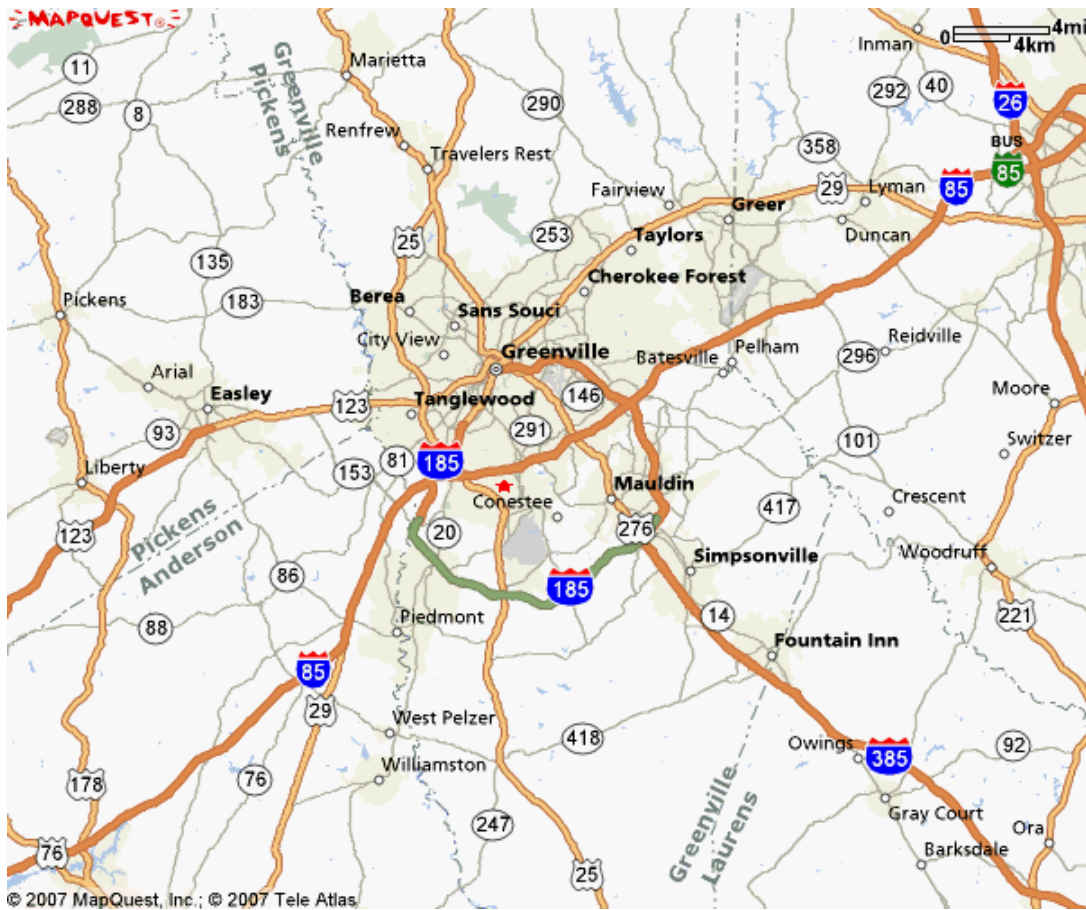 MAPQUEST®
0 4mi
4km
Inman
11
Marietta
288
8
290
292
40
26
Greenville
Pickens
Renfrew
BUS
85
358
Travelers Rest
Fairview
29
Lyman
85
Greer
Duncan
25
253
Taylors
135
Cherokee Forest
183
Berea
Pickens
Sans Souci
City View
Reidville
Greenville
Batesville
Pelham
296
Arial
Moore
Easley
123
Tanglewood
146
93
291
101
Switzer
81
185
Liberty
153
Mauldin
Conestee
Crescent
417
123
Pickens
Anderson
20
276
Woodruff
Simpsonville
86
185
88
Piedmont
14
221
Fountain Inn
85
29
West Pelzer
418
Owings
385
92
Williamston
76
178
Greenville
Laurens
Gray Court
247
Ora
76
25
Barksdale
© 2007 MapQuest, Inc.; © 2007 Tele Atlas